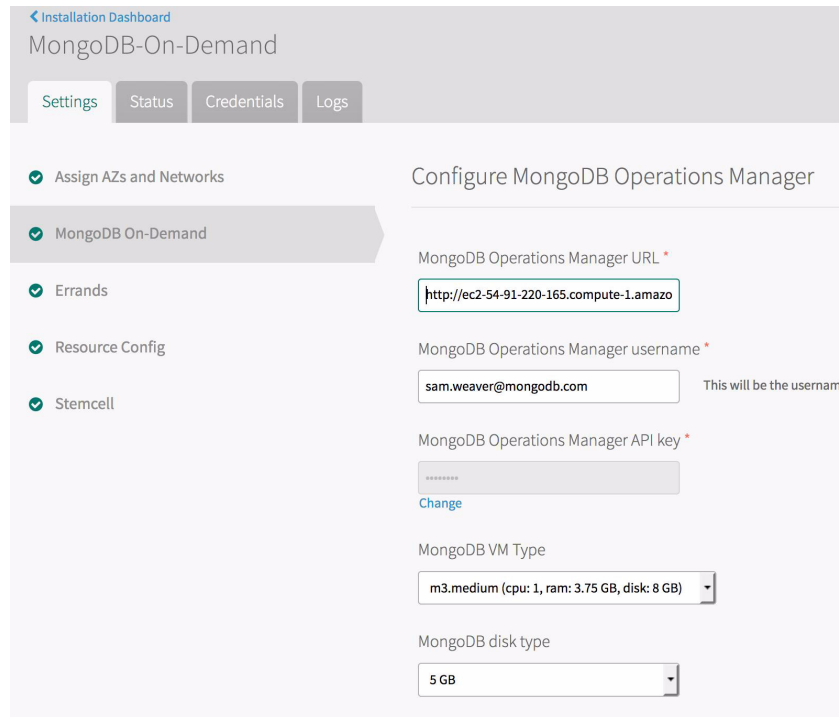 Installation Dashboard
MongoDB-On-Demand
Settings
Status
Credentials
Logs
Assign AZs and Networks
MongoDB On-Demand
Errands
Resource Config
Stemcell
Configure MongoDB Operations Manager
MongoDB Operations Manager URL *
http://ec2-54-91-220-165.compute-1.amazo
MongoDB Operations Manager username *
sam.weaver@mongodb.com
This will be the usernam
MongoDB Operations Manager API key *
••••••••
Change
MongoDB VM Type
m3.medium (cpu: 1, ram: 3.75 GB, disk: 8 GB)
MongoDB disk type
5 GB